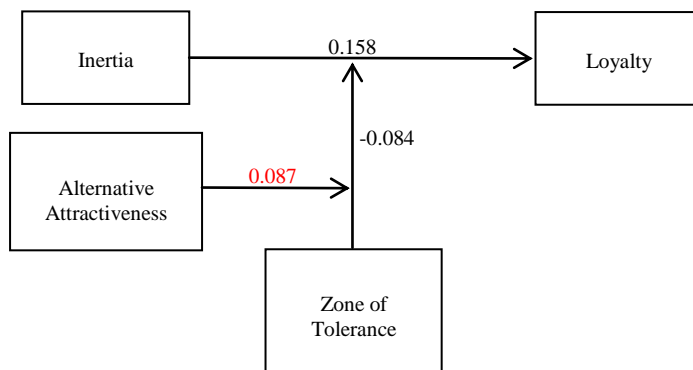 0.158
Inertia
Loyalty
-0.084
0.087
Alternative
Attractiveness
Zone of
Tolerance